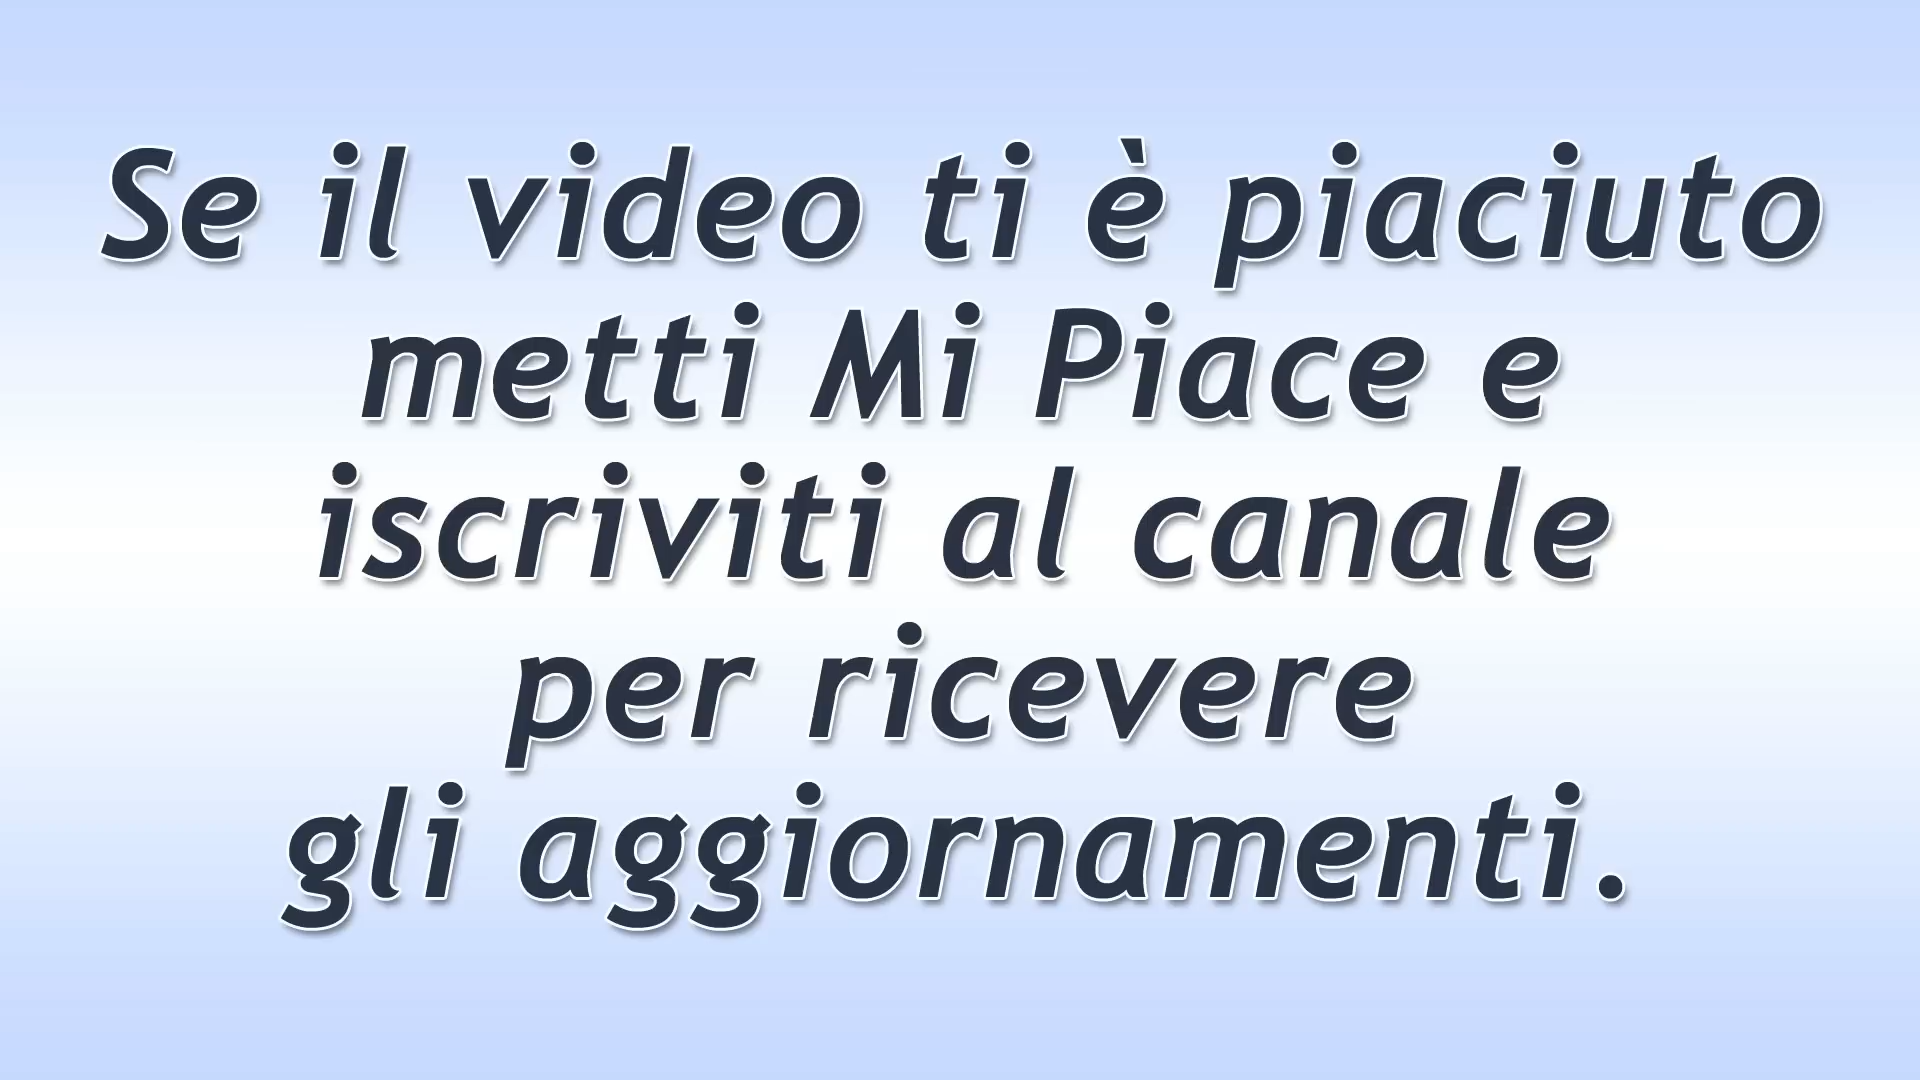 Se il video ti è piaciuto
metti Mi Piace e
iscriviti al canale
per ricevere
gli aggiornamenti.